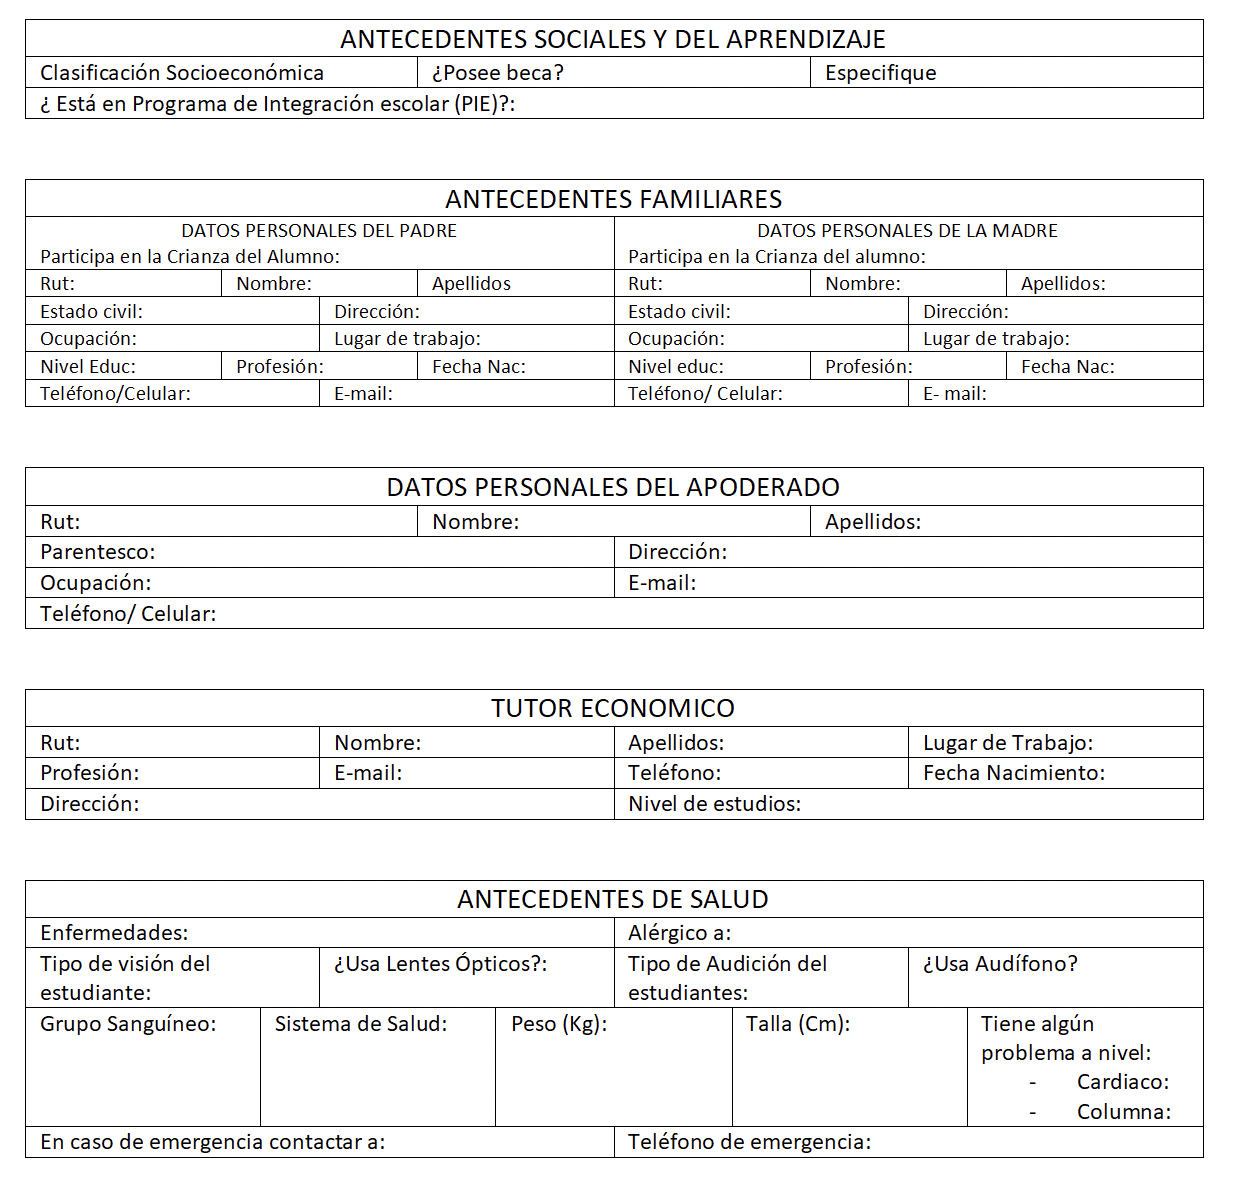 ANTECEDENTES SOCIALES Y DEL APRENDIZAJE
Clasificación Socioeconómica ¿Posee beca? Especifique
¿ Está en Programa de Integración escolar (PIE)?:
ANTECEDENTES FAMILIARES
DATOS PERSONALES DEL PADRE DATOS PERSONALES DE LA MADRE
Participa en la Crianza del Alumno: Participa en la Crianza del alumno:
Rut: Nombre: Apellidos Rut: Nombre: Apellidos:
Estado civil: Dirección: Estado civil: Dirección:
Ocupación: Lugar de trabajo: Ocupación: Lugar de trabajo:
Nivel Educ: Profesión: Fecha Nac: Nivel educ: Profesión: Fecha Nac:
Teléfono/Celular: E-mail: Teléfono/ Celular: E- mail:
DATOS PERSONALES DEL APODERADO
Rut: Nombre: Apellidos:
Parentesco: Dirección:
Ocupación: E-mail:
Teléfono/ Celular:
TUTOR ECONOMICO
Rut: Nombre: Apellidos: Lugar de Trabajo:
Profesión: E-mail: Teléfono: Fecha Nacimiento:
Dirección: Nivel de estudios:
ANTECEDENTES DE SALUD
Enfermedades: Alérgico a:
Tipo de visión del ¿Usa Lentes Ópticos?: Tipo de Audición del ¿Usa Audífono?
estudiante: estudiantes:
Grupo Sanguíneo: Sistema de Salud: Peso (Kg): Talla (Cm): Tiene algún
problema a nivel:
- Cardiaco:
- Columna:
En caso de emergencia contactar a: Teléfono de emergencia: